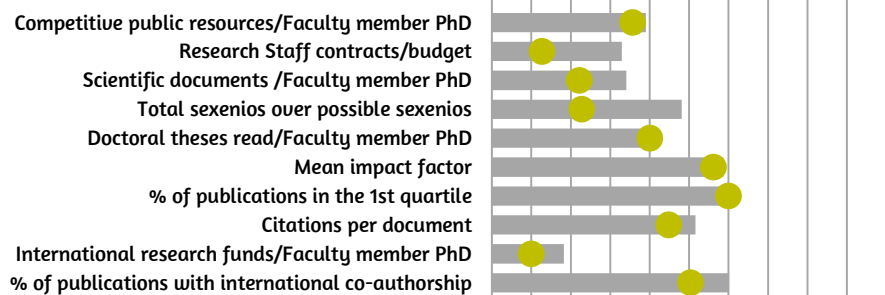 Competitive public resources/Faculty member PhD
Research Staff contracts/budget
Scientific documents /Faculty member PhD
Total sexenios over possible sexenios
Doctoral theses read/Faculty member PhD
Mean impact factor
% of publications in the 1st quartile
Citations per document
International research funds/Faculty member PhD
% of publications with international co-authorship